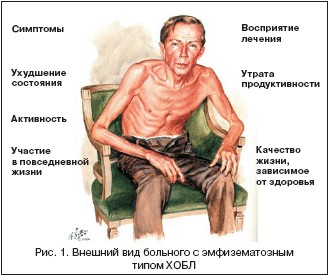 Симптомы
Ухудшение
состояния
Активность
Участие
в повседневной
жизни
Восприятие
лечения
Утрата
продуктивности
Качество
жизни,
зависимое
от здоровья
Рис. 1. Внешний вид больного с эмфизематозным
типом ХОБЛ